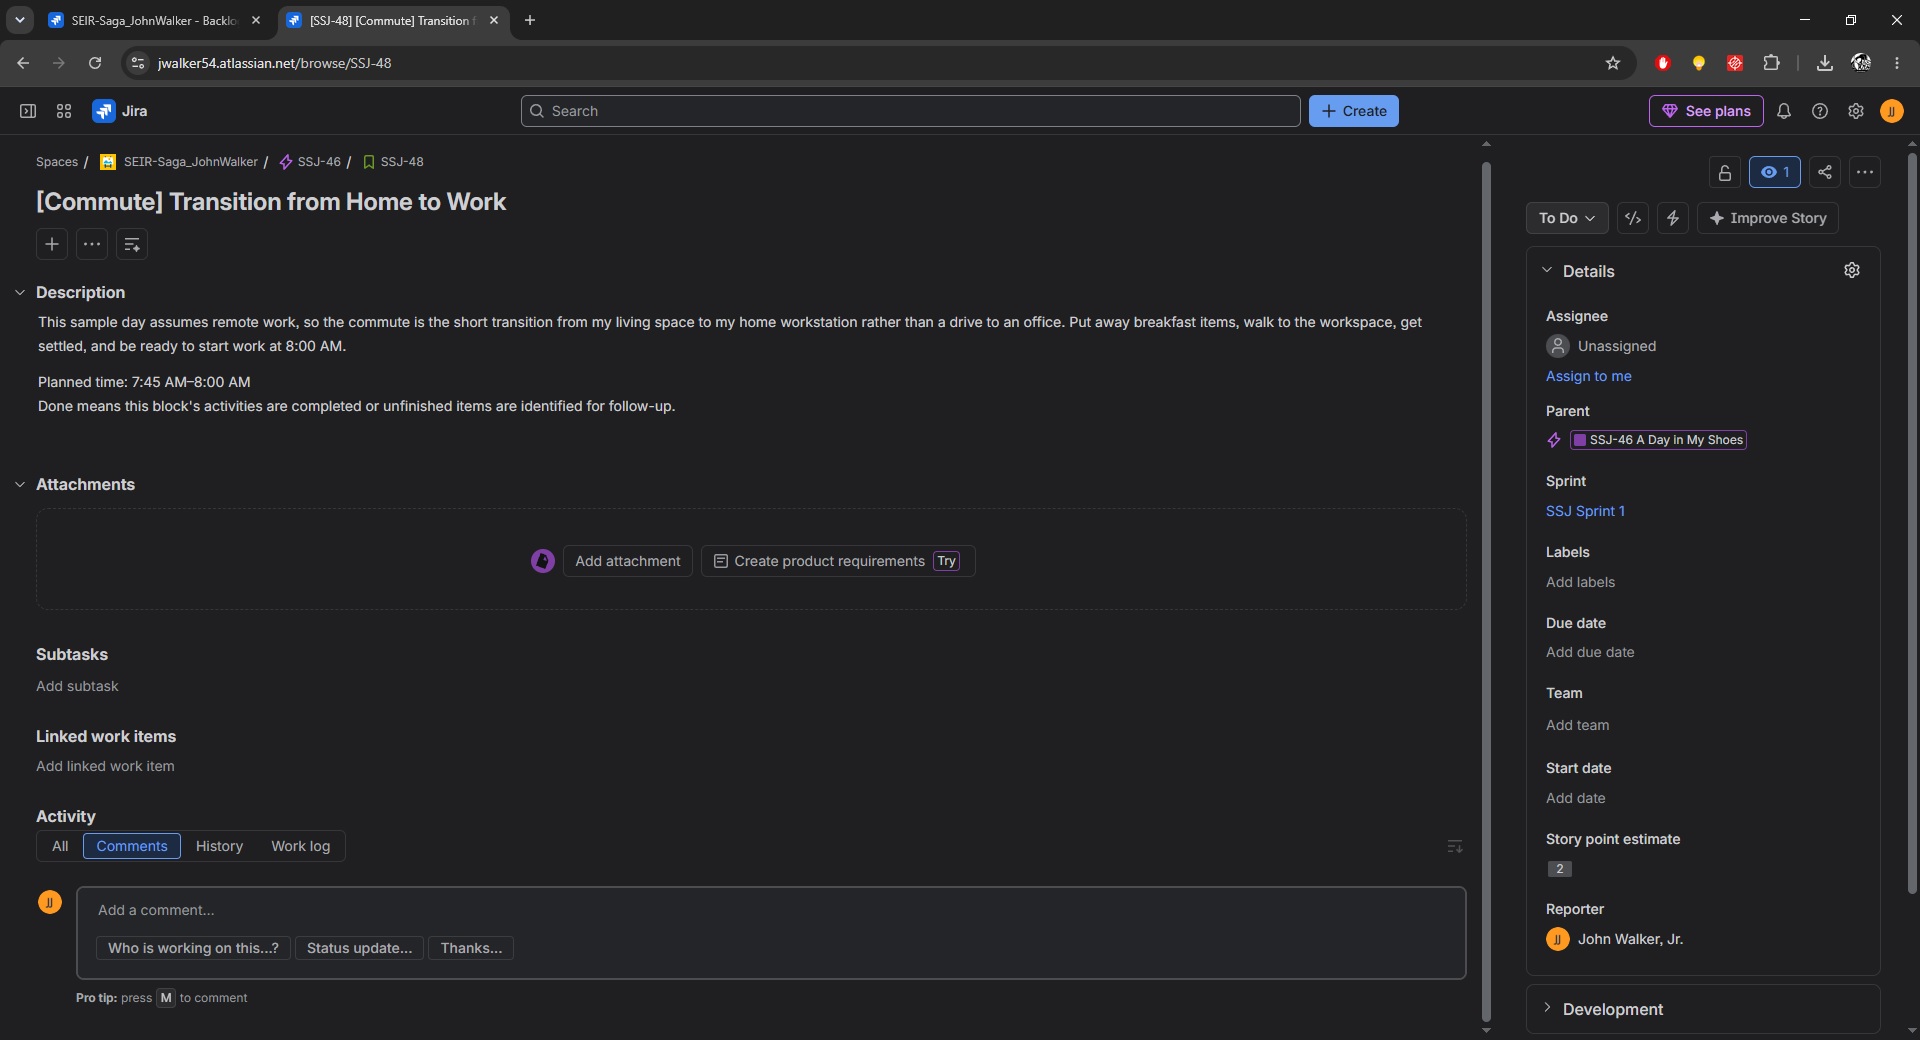 SEIR-Saga_JohnWalker - Backlo
[SSJ-48] [Commute] Transition f
jwalker54.atlassian.net/browse/SSJ-48
Jira
Search
Create
See plans
JJ
Spaces / SEIR-Saga_JohnWalker / SSJ-46 / SSJ-48
[Commute] Transition from Home to Work
Description
This sample day assumes remote work, so the commute is the short transition from my living space to my home workstation rather than a drive to an office. Put away breakfast items, walk to the workspace, get
settled, and be ready to start work at 8:00 AM.
Planned time: 7:45 AM–8:00 AM
Done means this block's activities are completed or unfinished items are identified for follow-up.
Attachments
Add attachment
Create product requirements Try
Subtasks
Add subtask
Linked work items
Add linked work item
Activity
All Comments History Work log
JJ
Add a comment...
Who is working on this...? Status update... Thanks...
Pro tip: press M to comment
1
To Do
Improve Story
Details
Assignee
Unassigned
Assign to me
Parent
SSJ-46 A Day in My Shoes
Sprint
SSJ Sprint 1
Labels
Add labels
Due date
Add due date
Team
Add team
Start date
Add date
Story point estimate
2
Reporter
JJ John Walker, Jr.
Development